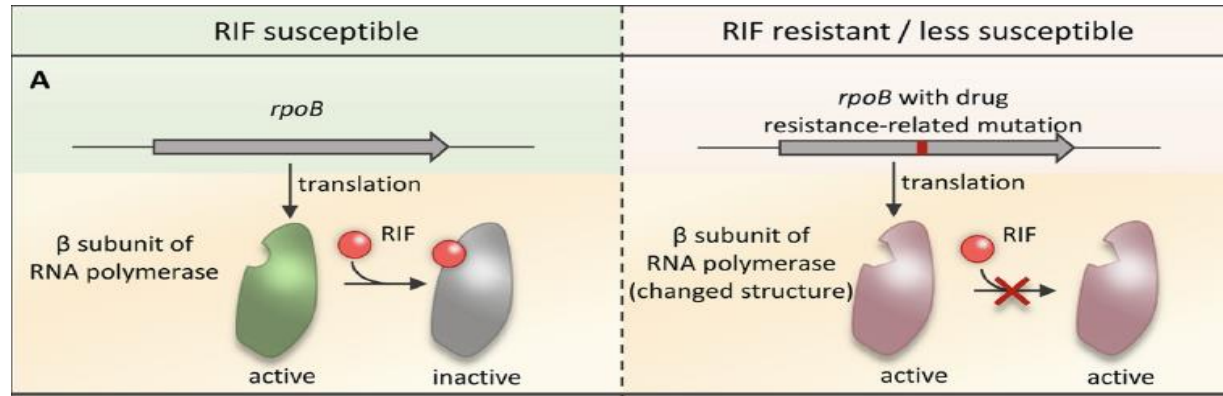 RIF susceptible
RIF resistant / less susceptible
A
rpoB
translation
β subunit of
RNA polymerase
RIF
active
inactive
rpoB with drug
resistance-related mutation
translation
β subunit of
RNA polymerase
(changed structure)
RIF
active
active